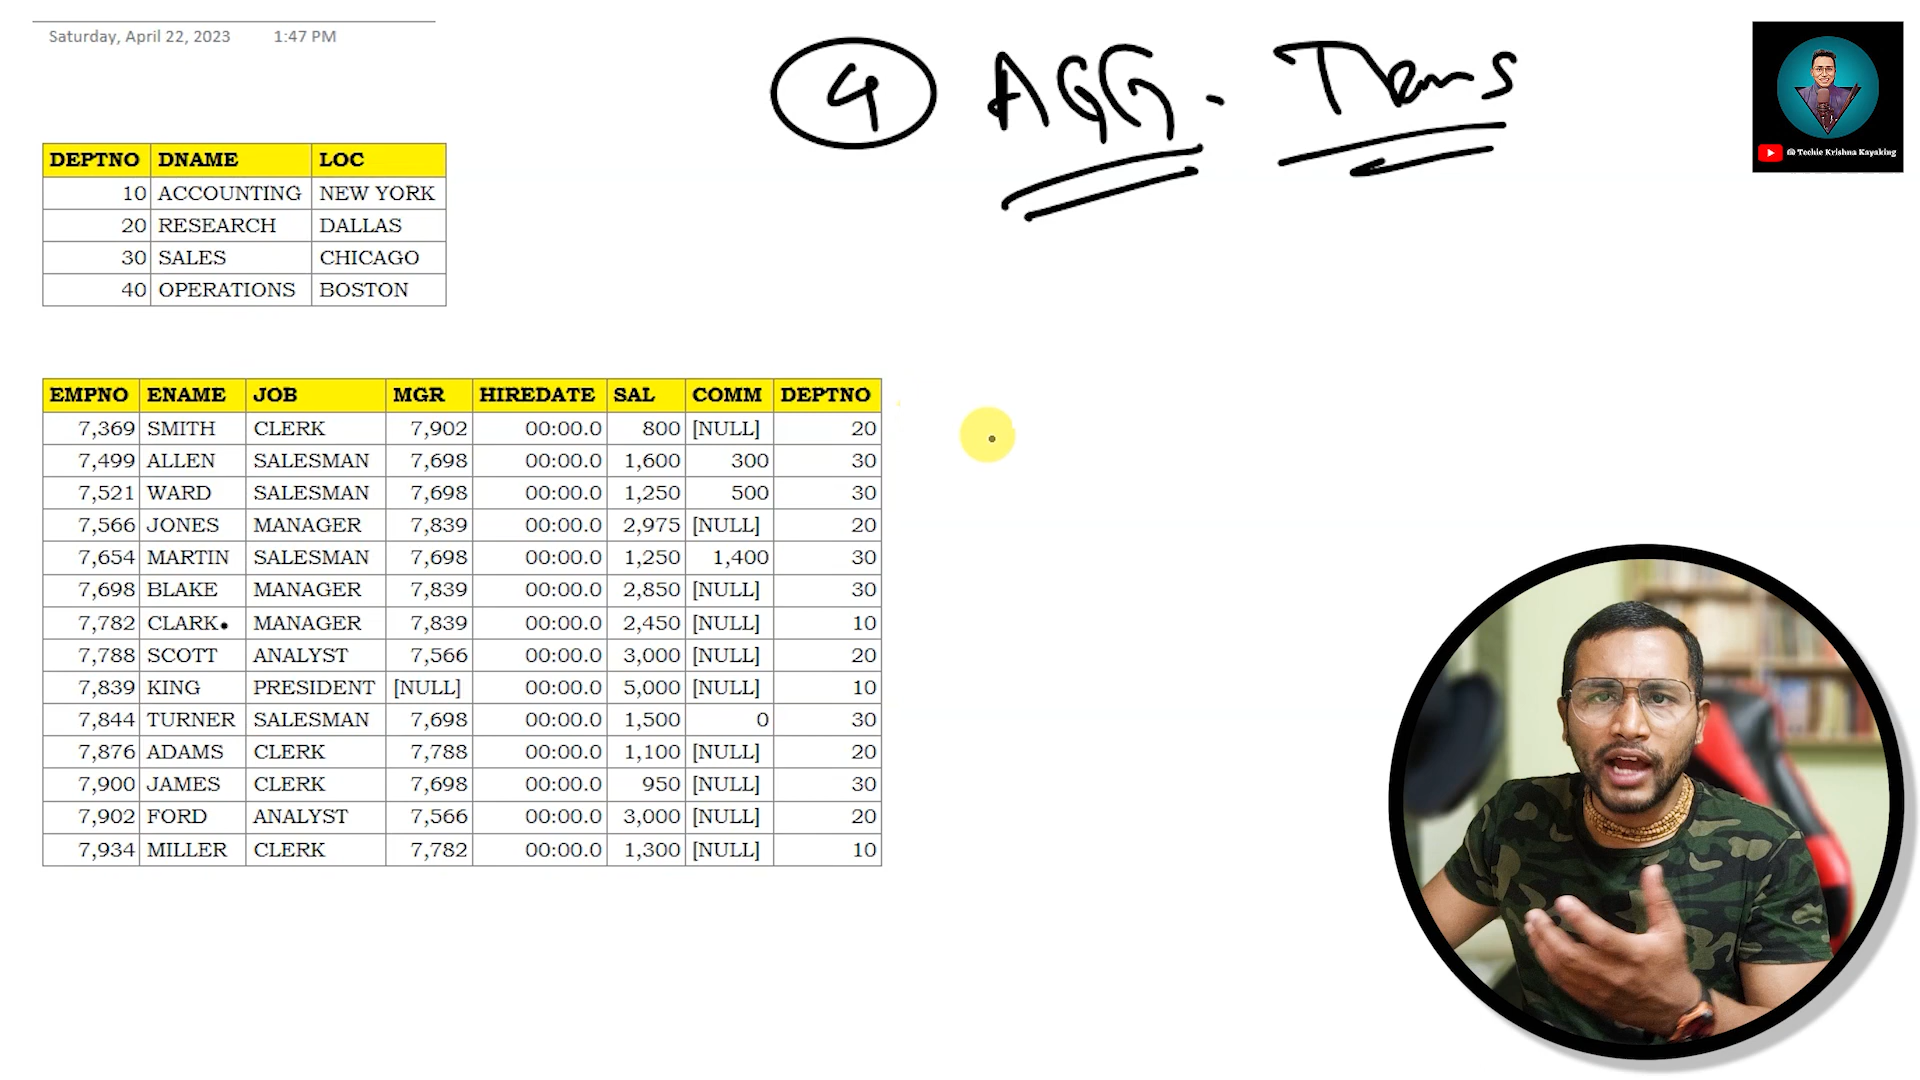 Saturday, April 22, 2023 1:47 PM
4 AGG. Trans
Techie Krishna Kayaking
DEPTNO DNAME LOC
10 ACCOUNTING NEW YORK
20 RESEARCH DALLAS
30 SALES CHICAGO
40 OPERATIONS BOSTON
EMPNO ENAME JOB MGR HIREDATE SAL COMM DEPTNO
7,369 SMITH CLERK 7,902 00:00.0 800 [NULL] 20
7,499 ALLEN SALESMAN 7,698 00:00.0 1,600 300 30
7,521 WARD SALESMAN 7,698 00:00.0 1,250 500 30
7,566 JONES MANAGER 7,839 00:00.0 2,975 [NULL] 20
7,654 MARTIN SALESMAN 7,698 00:00.0 1,250 1,400 30
7,698 BLAKE MANAGER 7,839 00:00.0 2,850 [NULL] 30
7,782 CLARK MANAGER 7,839 00:00.0 2,450 [NULL] 10
7,788 SCOTT ANALYST 7,566 00:00.0 3,000 [NULL] 20
7,839 KING PRESIDENT [NULL] 00:00.0 5,000 [NULL] 10
7,844 TURNER SALESMAN 7,698 00:00.0 1,500 0 30
7,876 ADAMS CLERK 7,788 00:00.0 1,100 [NULL] 20
7,900 JAMES CLERK 7,698 00:00.0 950 [NULL] 30
7,902 FORD ANALYST 7,566 00:00.0 3,000 [NULL] 20
7,934 MILLER CLERK 7,782 00:00.0 1,300 [NULL] 10